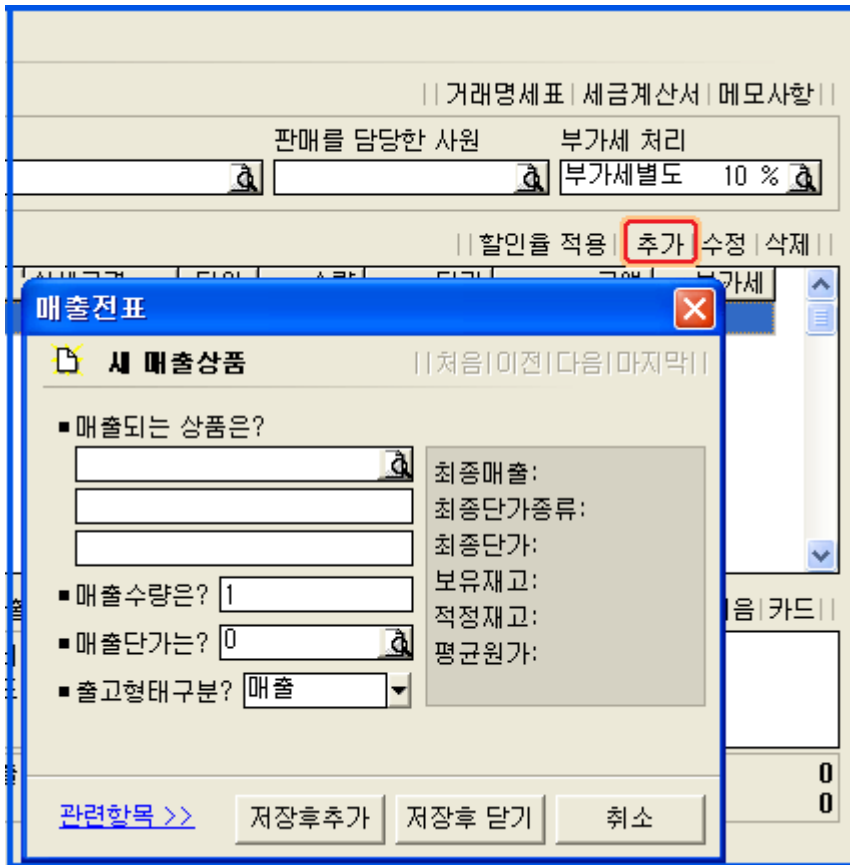 ||거래명세표|세금계산서|메모사항||
판매를 담당한 사원 부가세 처리
부가세별도 10 %
||할인율 적용| 추가|수정|삭제||
부가세
매출전표
새 매출상품 ||처음|이전|다음|마지막||
■매출되는 상품은?
최종매출:
최종단가종류:
최종단가:
보유재고:
■매출수량은? 1
적정재고:
■매출단가는? 0
평균원가:
■출고형태구분? 매출
음|카드||
0
0
관련항목 >> 저장후추가 저장후 닫기 취소